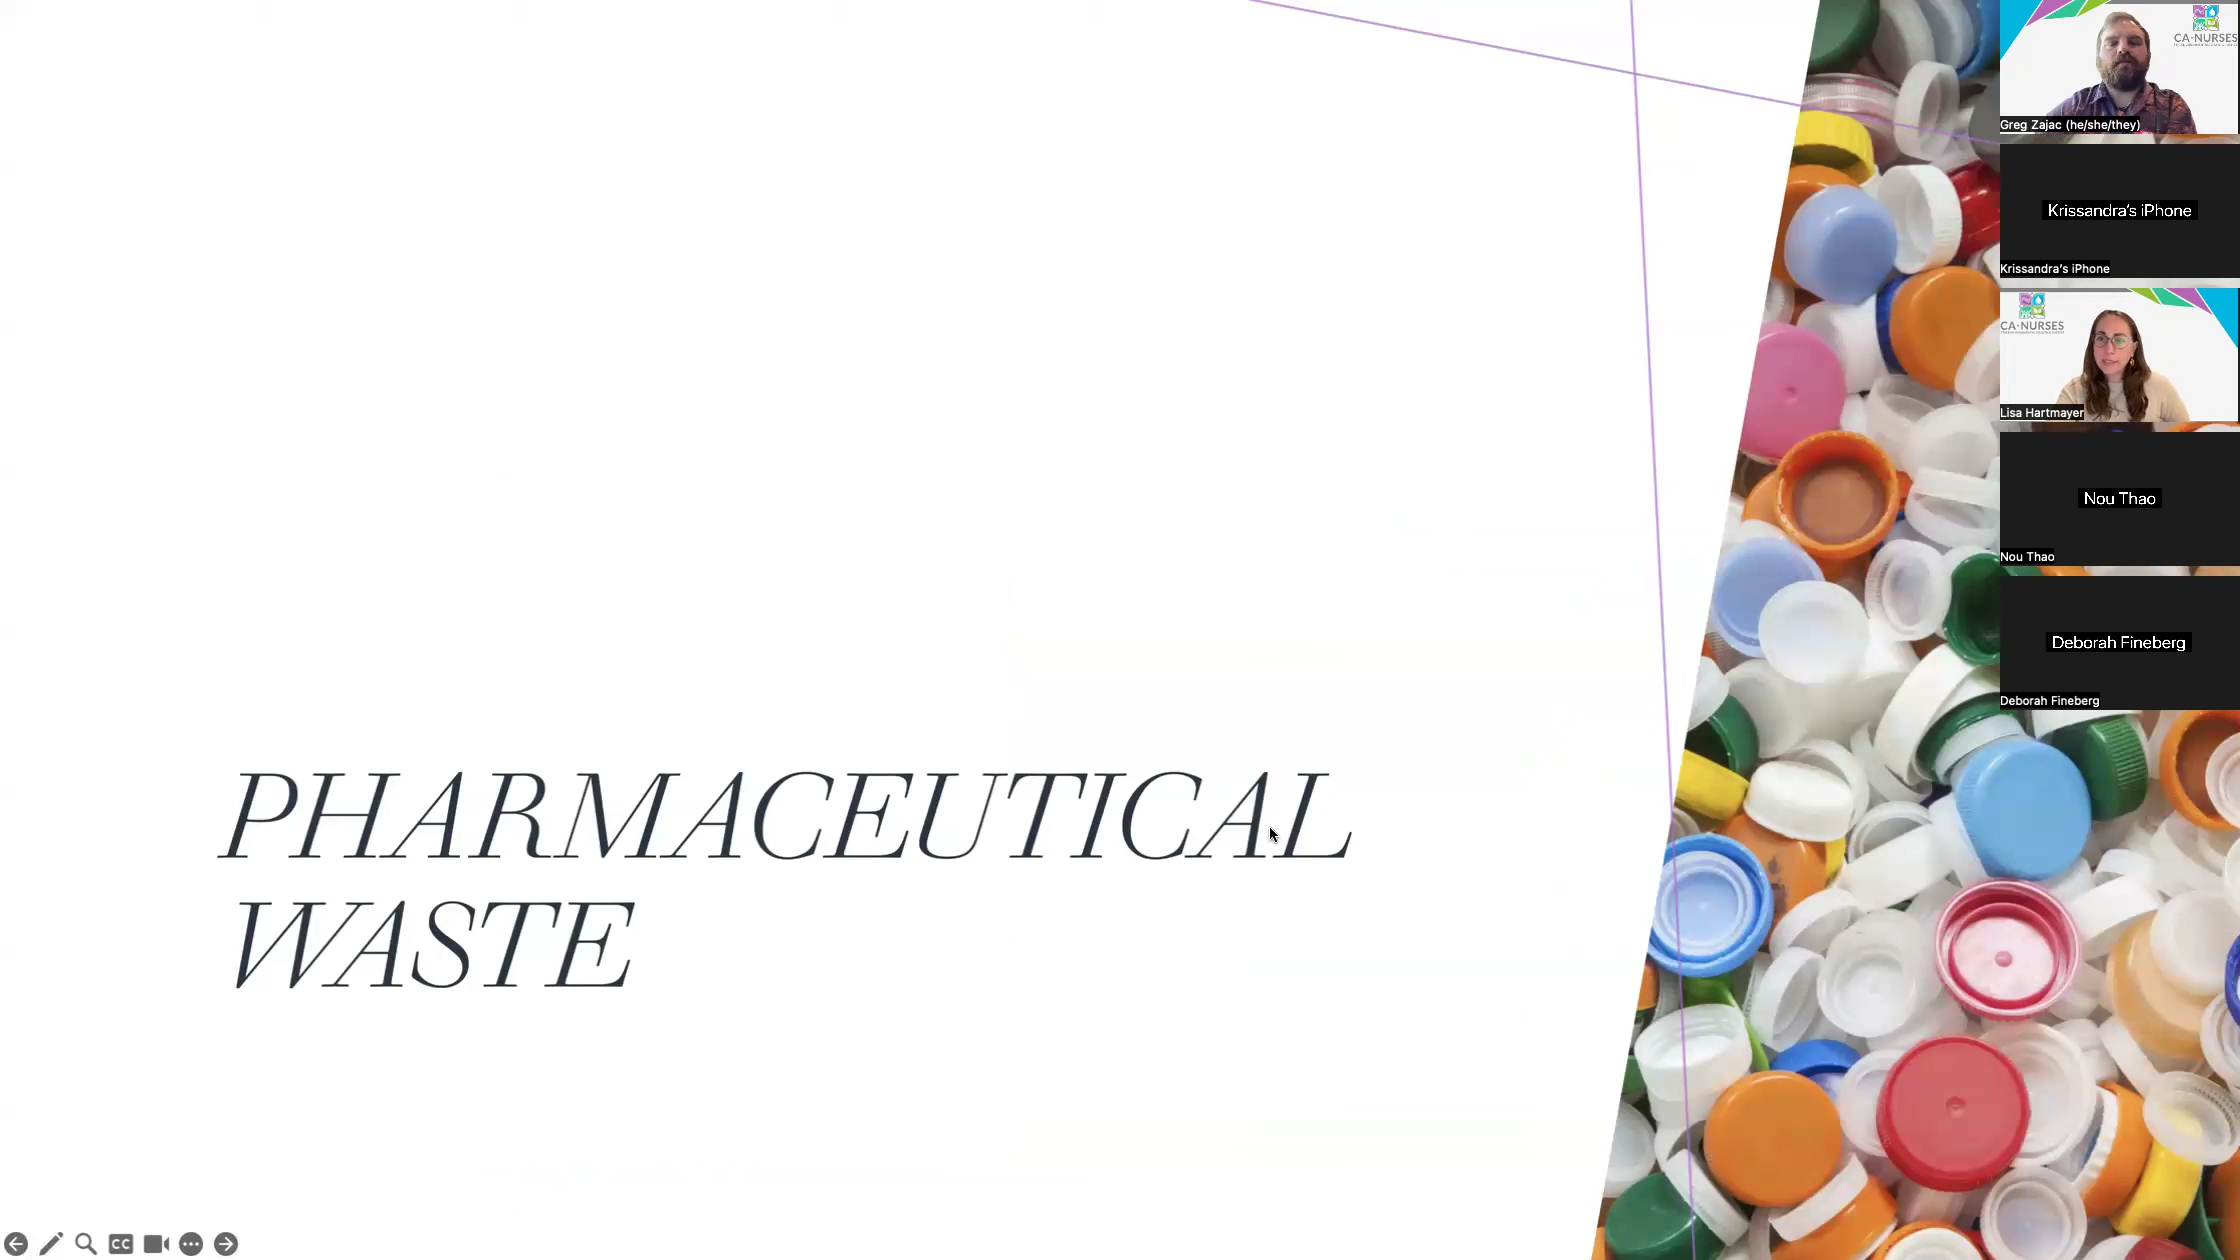 PHARMACEUTICAL
WASTE
CA·NURSES
Greg Zajac (he/she/they)
Krissandra's iPhone
Krissandra's iPhone
CA·NURSES
Lisa Hartmayer
Nou Thao
Nou Thao
Deborah Fineberg
Deborah Fineberg
CC